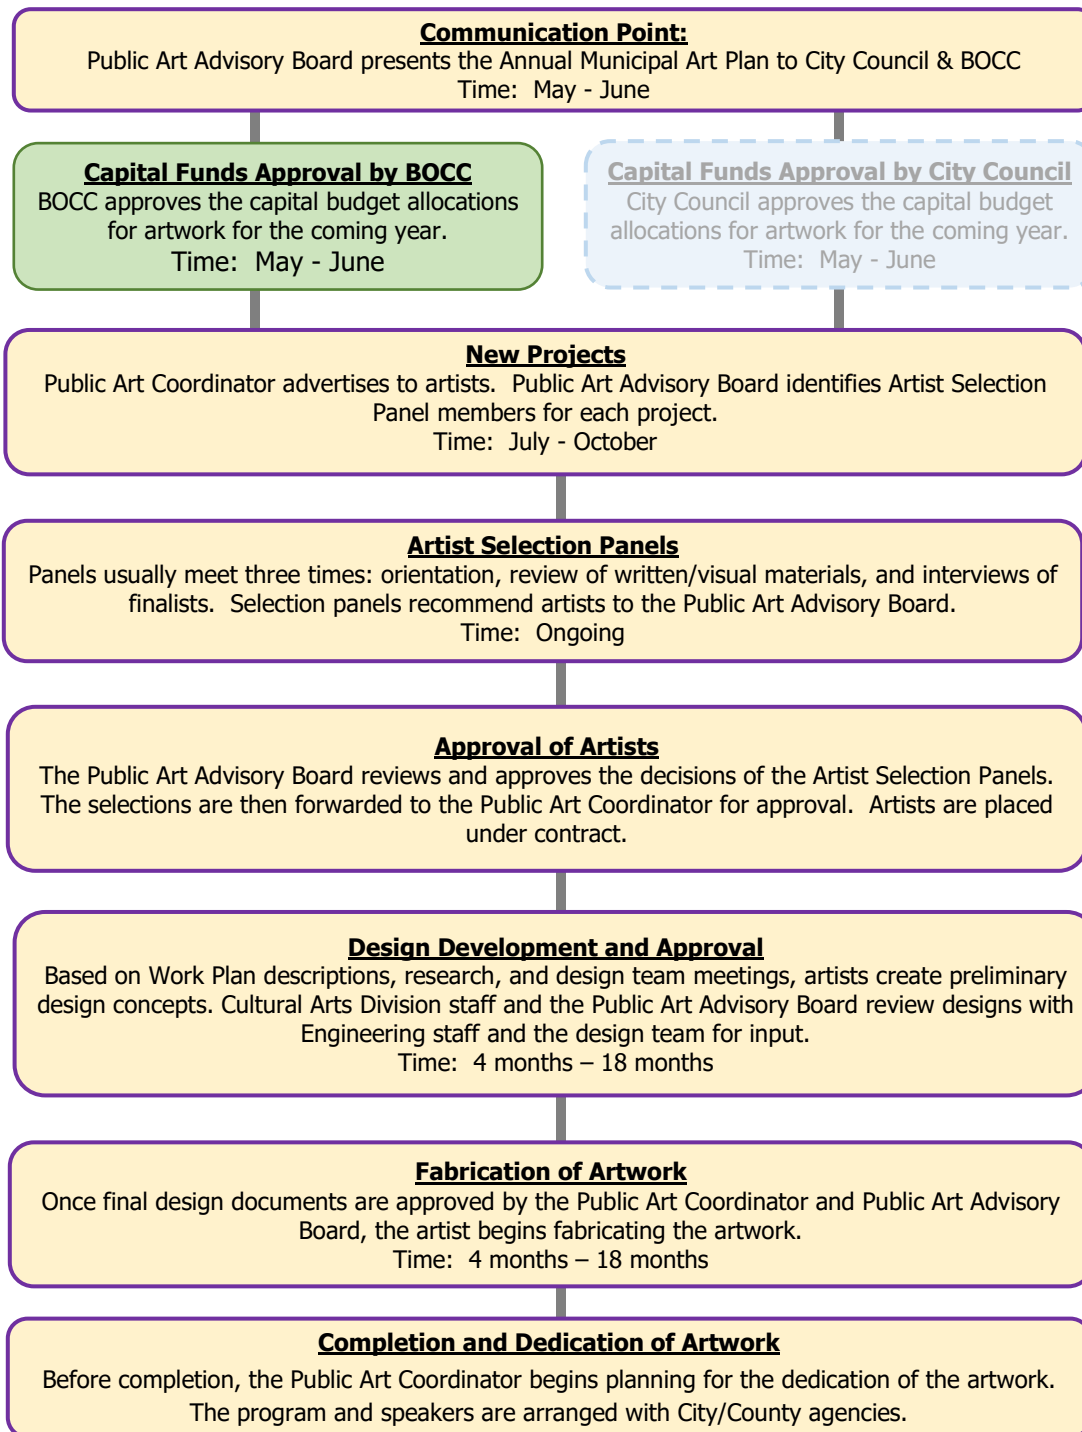 Communication Point:
Public Art Advisory Board presents the Annual Municipal Art Plan to City Council & BOCC
Time:  May - June
Capital Funds Approval by BOCC
BOCC approves the capital budget allocations
for artwork for the coming year.
Time:  May - June
Capital Funds Approval by City Council
City Council approves the capital budget
allocations for artwork for the coming year.
Time:  May - June
New Projects
Public Art Coordinator advertises to artists.  Public Art Advisory Board identifies Artist Selection
Panel members for each project.
Time:  July - October
Artist Selection Panels
Panels usually meet three times: orientation, review of written/visual materials, and interviews of
finalists.  Selection panels recommend artists to the Public Art Advisory Board.
Time:  Ongoing
Approval of Artists
The Public Art Advisory Board reviews and approves the decisions of the Artist Selection Panels.
The selections are then forwarded to the Public Art Coordinator for approval.  Artists are placed
under contract.
Design Development and Approval
Based on Work Plan descriptions, research, and design team meetings, artists create preliminary
design concepts. Cultural Arts Division staff and the Public Art Advisory Board review designs with
Engineering staff and the design team for input.
Time:  4 months – 18 months
Fabrication of Artwork
Once final design documents are approved by the Public Art Coordinator and Public Art Advisory
Board, the artist begins fabricating the artwork.
Time:  4 months – 18 months
Completion and Dedication of Artwork
Before completion, the Public Art Coordinator begins planning for the dedication of the artwork.
The program and speakers are arranged with City/County agencies.